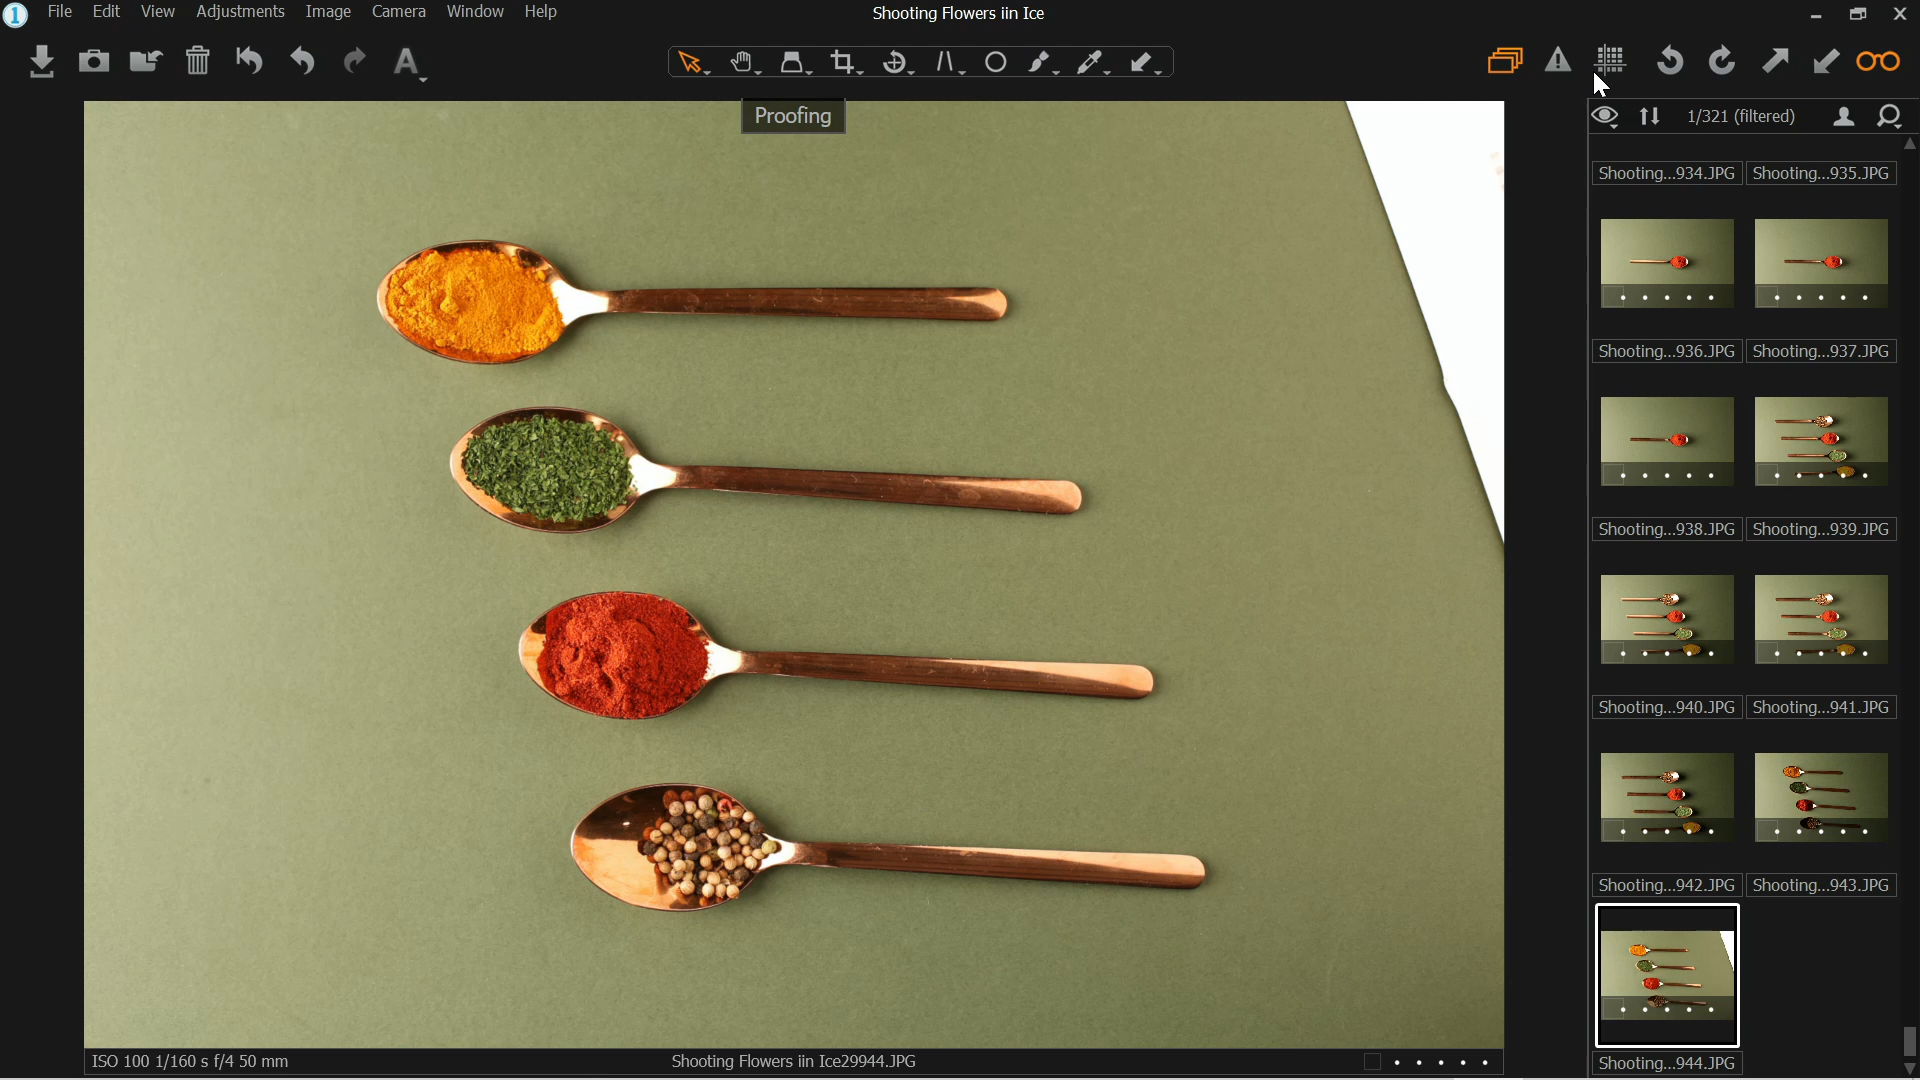 File Edit View Adjustments Image Camera Window Help
Shooting Flowers iin Ice
A
Proofing
1/321 (filtered)
Shooting...934.JPG Shooting...935.JPG
Shooting...936.JPG Shooting...937.JPG
Shooting...938.JPG Shooting...939.JPG
Shooting...940.JPG Shooting...941.JPG
Shooting...942.JPG Shooting...943.JPG
Shooting...944.JPG
ISO 100 1/160 s f/4 50 mm
Shooting Flowers iin Ice29944.JPG